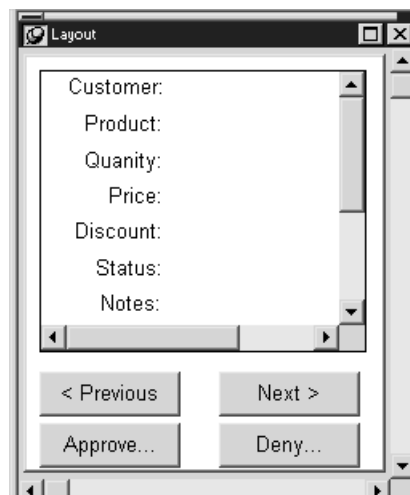 Layout
Customer:
Product:
Quanity:
Price:
Discount:
Status:
Notes:
< Previous Next >
Approve... Deny...